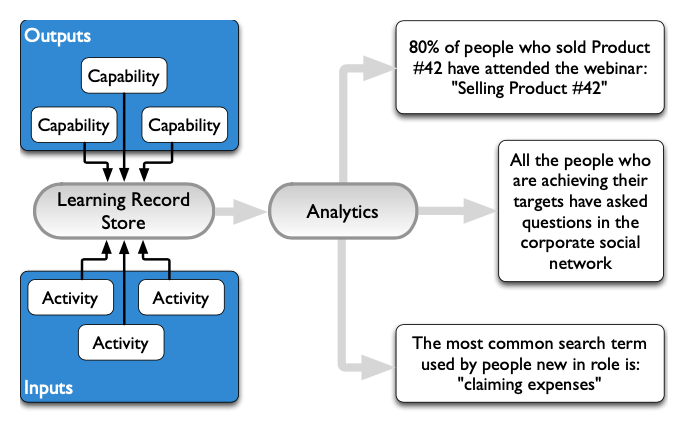 Outputs
Capability
Capability
Capability
Learning Record
Store
Activity
Activity
Activity
Inputs
Analytics
80% of people who sold Product
#42 have attended the webinar:
"Selling Product #42"
All the people who
are achieving their
targets have asked
questions in the
corporate social
network
The most common search term
used by people new in role is:
"claiming expenses"